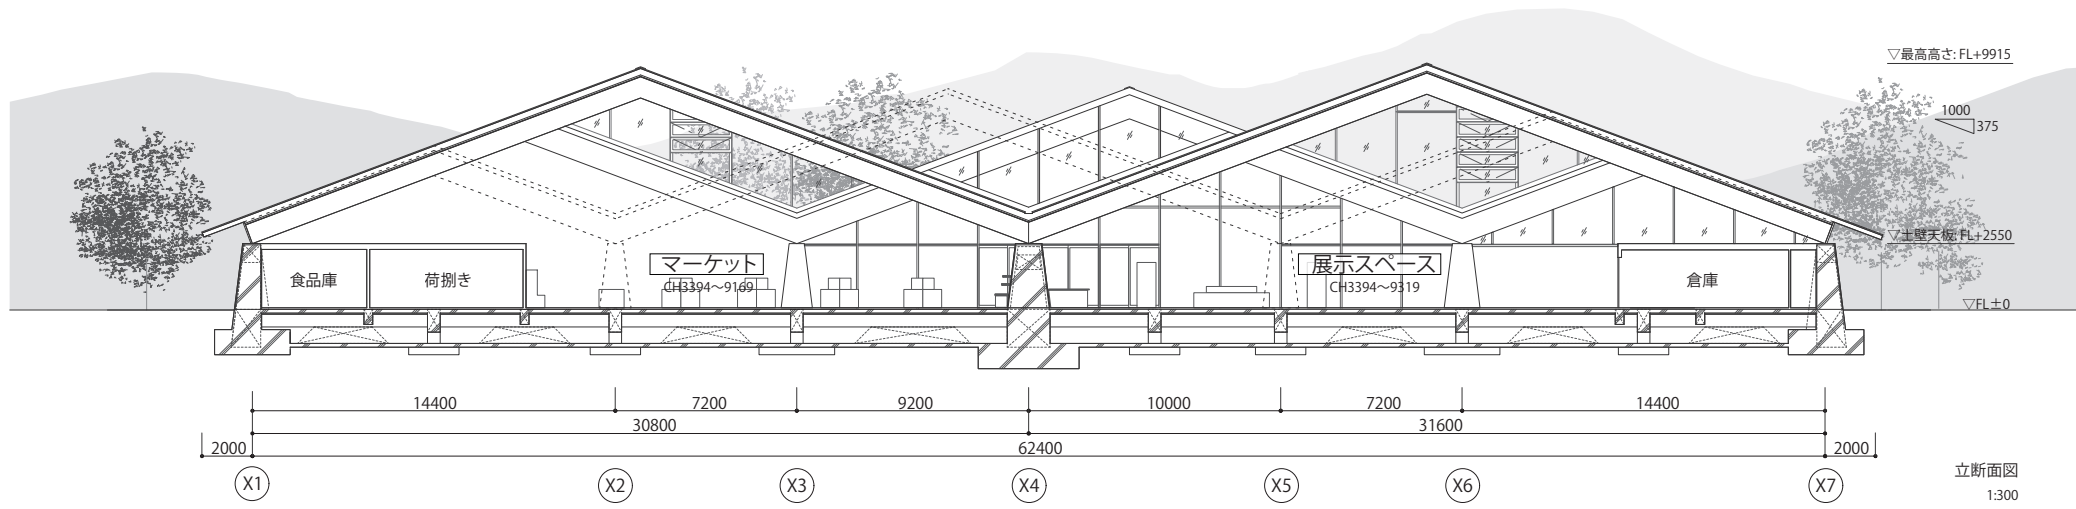 ▽最高高さ: FL+9915
1000
375
▽土壁天板: FL+2550
食品庫
荷捌き
マーケット
CH3394〜9169
展示スペース
CH3394〜9319
倉庫
▽FL±0
14400
7200
9200
10000
7200
14400
30800
31600
2000
62400
2000
X1
X2
X3
X4
X5
X6
X7
立断面図
1:300